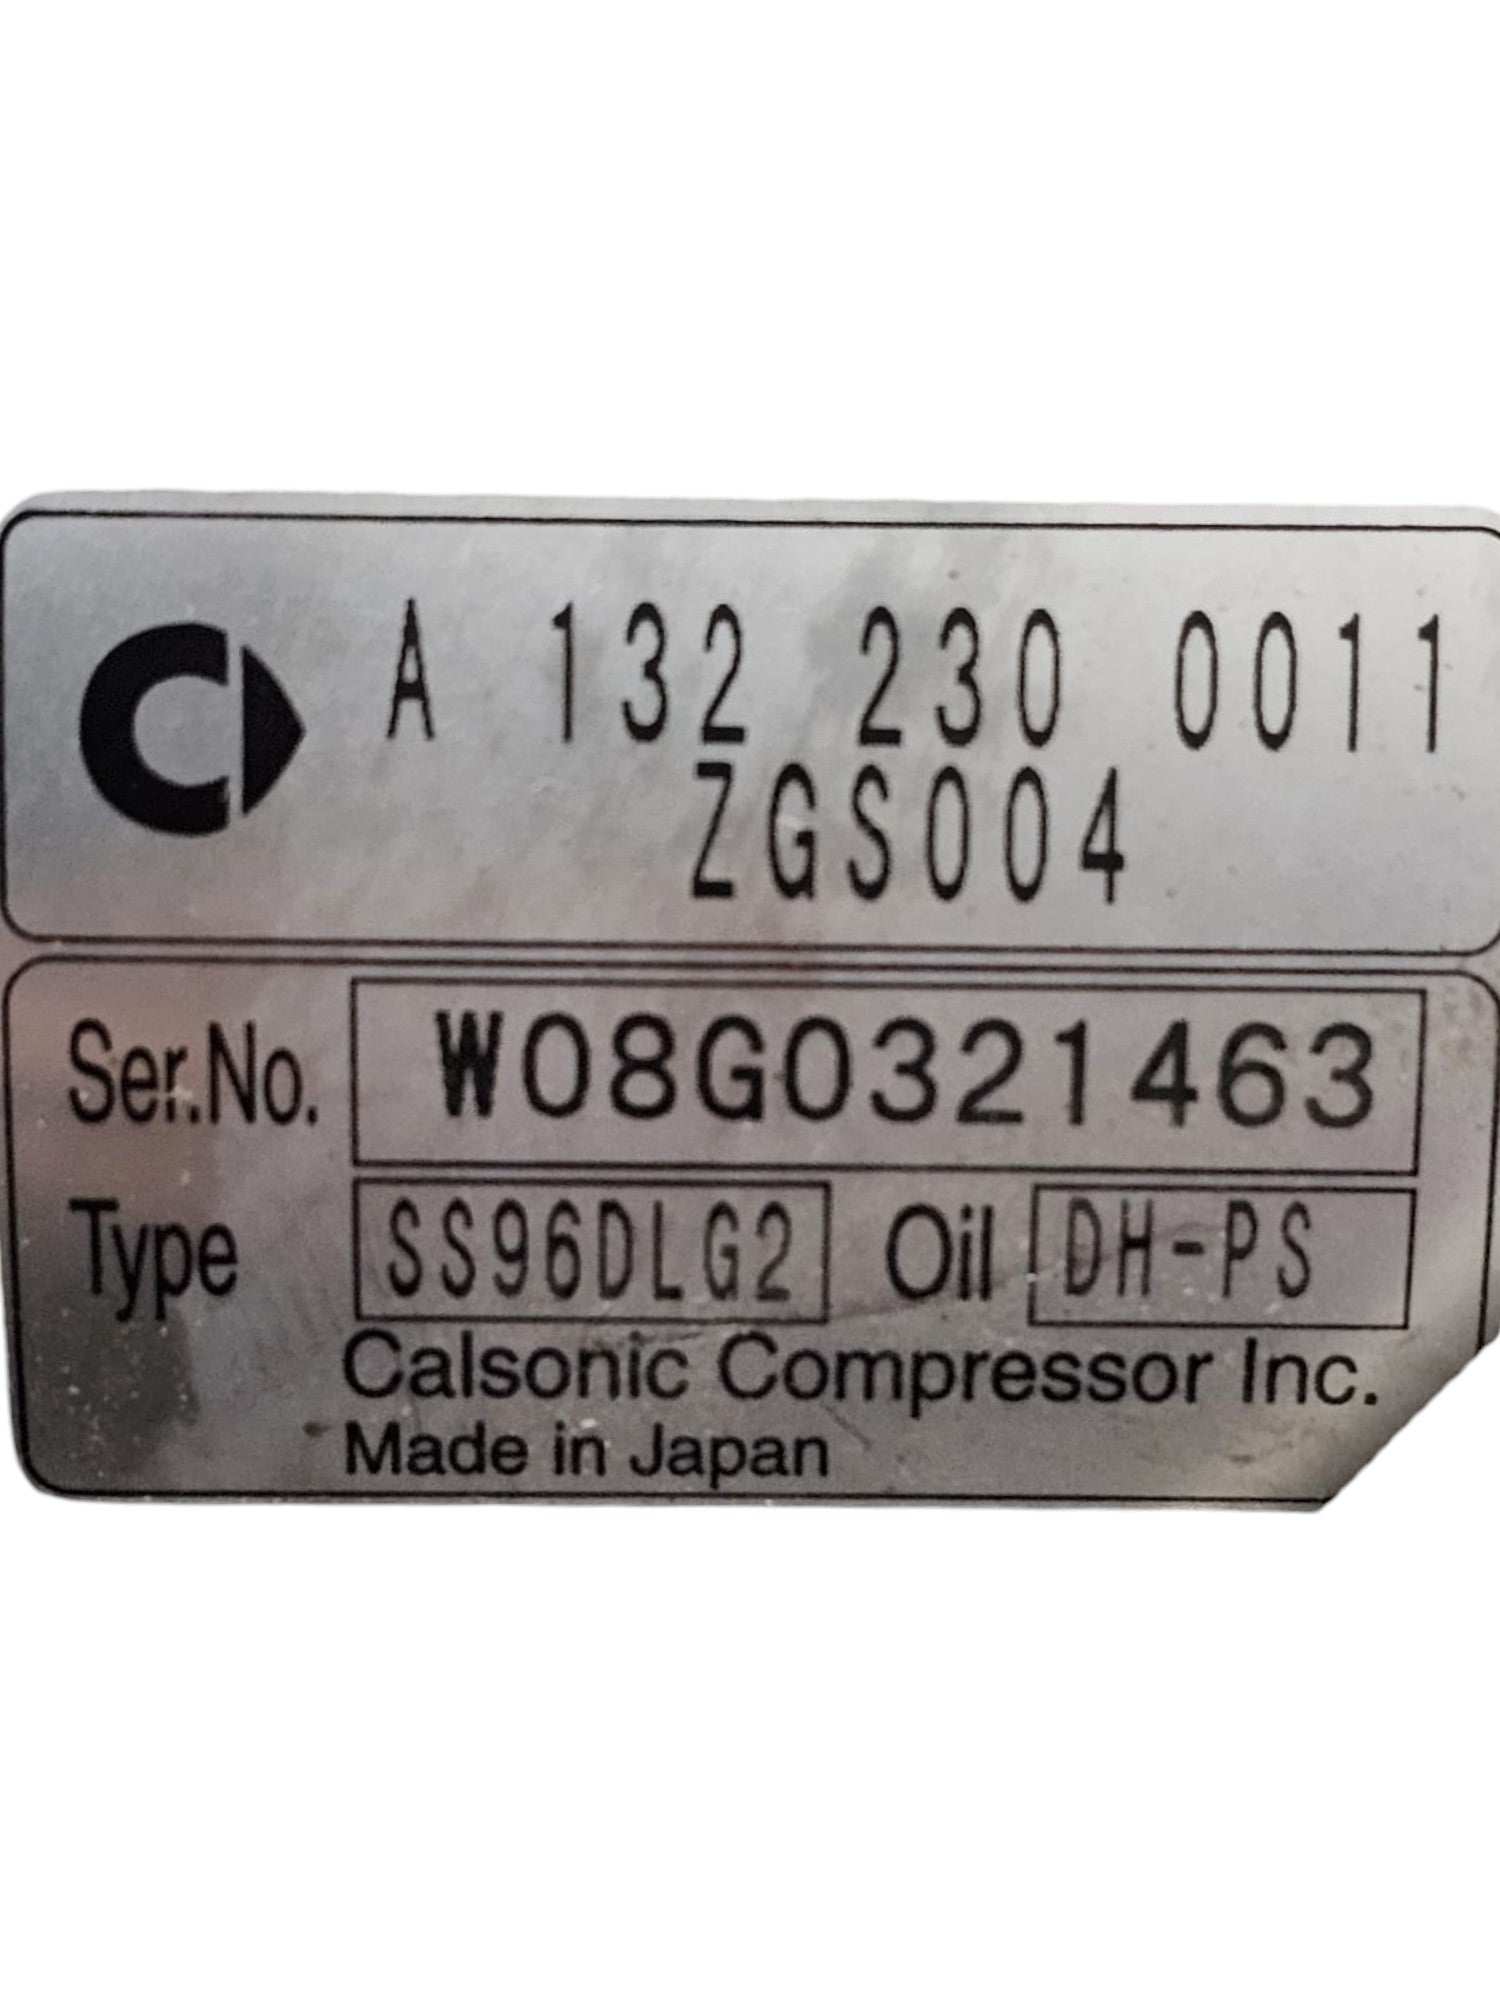 A 132 230 0011
ZGS004
Ser.No. W08G0321463
Type SS96DLG2 Oil DH-PS
Calsonic Compressor Inc.
Made in Japan